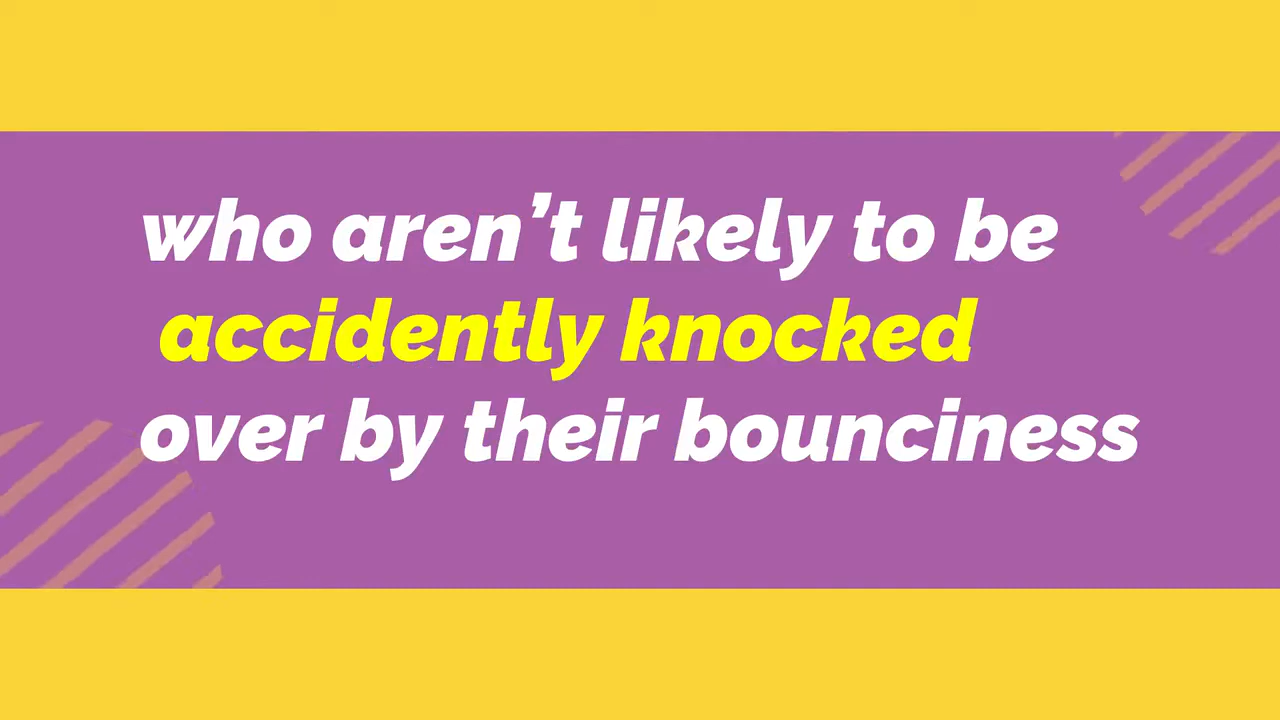 who aren’t likely to be
accidently knocked
over by their bounciness